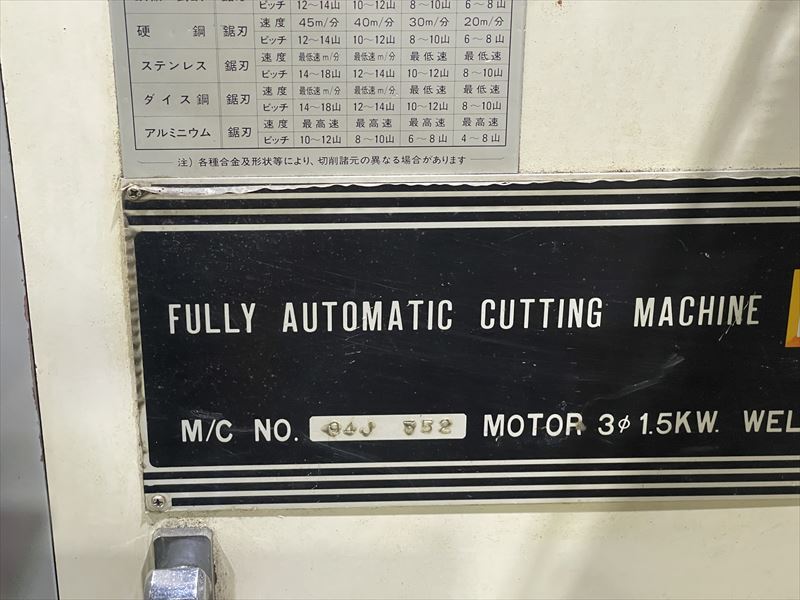 ピッチ 12～14山 10～12山 8～10山 6～8山
硬鋼 鋸刃 速度 45m/分 40m/分 30m/分 20m/分
ピッチ 12～14山 10～12山 8～10山 6～8山
ステンレス 鋸刃 速度 最低速m/分 最低速m/分 最低速 最低速
ピッチ 14～18山 12～14山 10～12山 8～10山
ダイス鋼 鋸刃 速度 最低速m/分 最低速m/分 最低速 最低速
ピッチ 14～18山 12～14山 10～12山 8～10山
アルミニウム 鋸刃 速度 最高速 最高速 最高速 最高速
ピッチ 10～12山 8～10山 6～8山 4～8山
注）各種合金及形状等により、切削諸元の異なる場合があります
FULLY AUTOMATIC CUTTING MACHINE
M/C NO. 94J 552 MOTOR 3φ 1.5KW. WEL